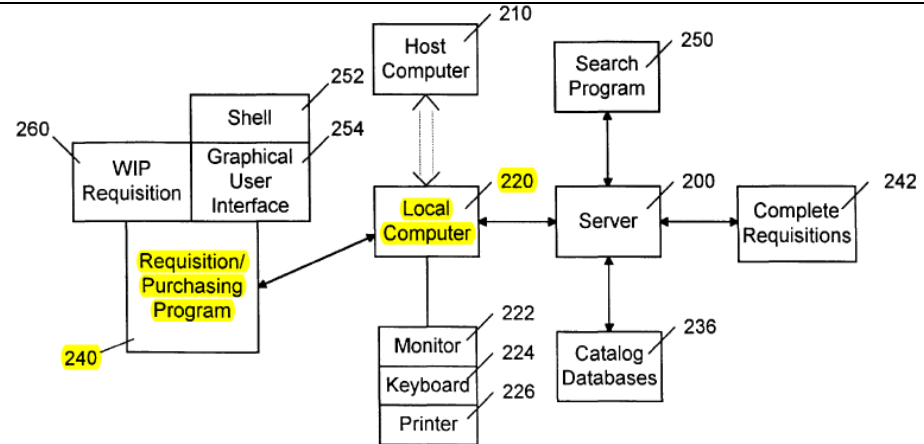 210
Host
Computer
250
Search
Program
252
Shell
260
254
WIP
Requisition
Graphical
User
Interface
220
Local
Computer
200
Server
242
Complete
Requisitions
Requisition/
Purchasing
Program
240
222
Monitor
224
Keyboard
226
Printer
236
Catalog
Databases